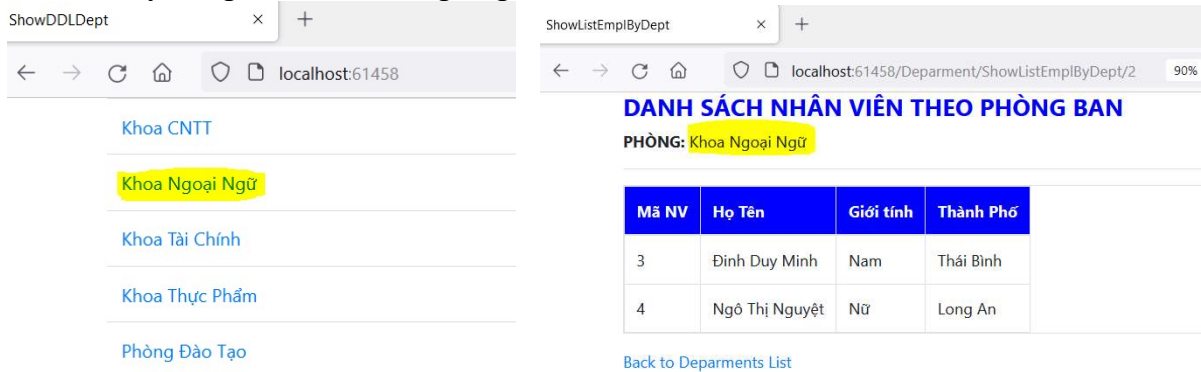 ShowDDLDept
localhost:61458
Khoa CNTT
Khoa Ngoại Ngữ
Khoa Tài Chính
Khoa Thực Phẩm
Phòng Đào Tạo
ShowListEmplByDept
localhost:61458/Deparment/ShowListEmplByDept/2 90%
DANH SÁCH NHÂN VIÊN THEO PHÒNG BAN
PHÒNG: Khoa Ngoại Ngữ
Mã NV Họ Tên Giới tính Thành Phố
3 Đinh Duy Minh Nam Thái Bình
4 Ngô Thị Nguyệt Nữ Long An
Back to Deparments List